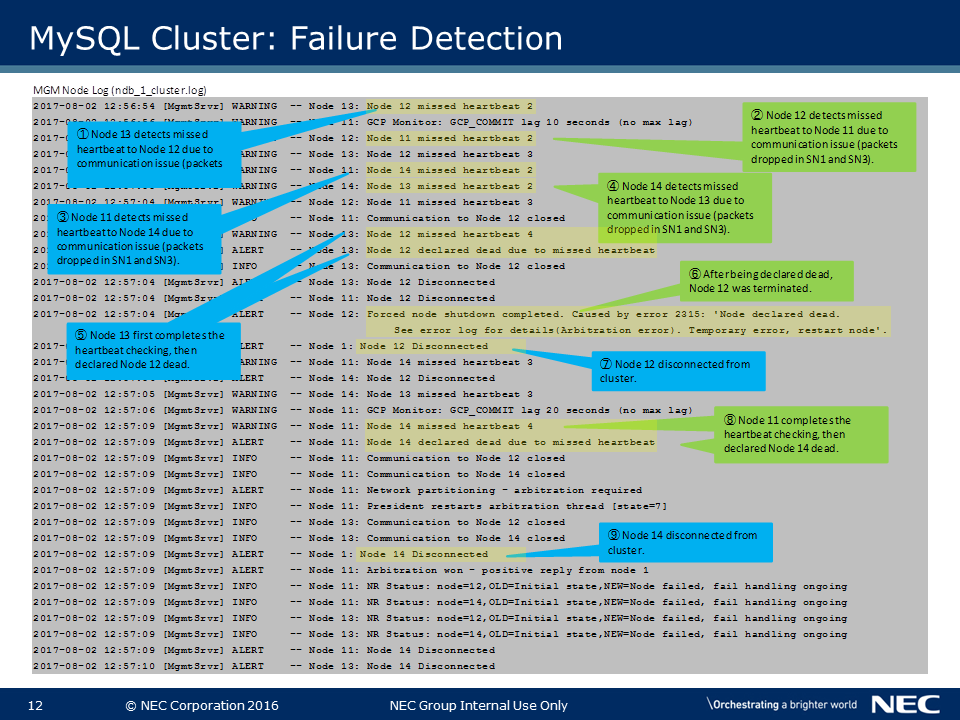 MySQL Cluster: Failure Detection
MGM Node Log (ndb_1_cluster.log)
2017-08-02 12:56:54 [MgmtSrvr] WARNING -- Node 13: Node 12 missed heartbeat 2
2017-08-02 12:56:56 [MgmtSrvr] WARNING -- Node 11: GCP Monitor: GCP_COMMIT lag 10 seconds (no max lag)
WARNING -- Node 12: Node 11 missed heartbeat 2
WARNING -- Node 13: Node 12 missed heartbeat 3
WARNING -- Node 11: Node 14 missed heartbeat 2
WARNING -- Node 14: Node 13 missed heartbeat 2
WARNING -- Node 12: Node 11 missed heartbeat 3
-- Node 11: Communication to Node 12 closed
WARNING -- Node 13: Node 12 missed heartbeat 4
ALERT -- Node 13: Node 12 declared dead due to missed heartbeat
INFO -- Node 13: Communication to Node 12 closed
2017-08-02 12:57:04 [MgmtSrvr] ALERT -- Node 13: Node 12 Disconnected
2017-08-02 12:57:04 [MgmtSrvr] -- Node 11: Node 12 Disconnected
2017-08-02 12:57:04 [MgmtSrvr] ALERT -- Node 12: Forced node shutdown completed. Caused by error 2315: 'Node declared dead.
See error log for details(Arbitration error). Temporary error, restart node'.
ALERT -- Node 1: Node 12 Disconnected
WARNING -- Node 11: Node 14 missed heartbeat 3
ALERT -- Node 14: Node 12 Disconnected
2017-08-02 12:57:05 [MgmtSrvr] WARNING -- Node 14: Node 13 missed heartbeat 3
2017-08-02 12:57:06 [MgmtSrvr] WARNING -- Node 11: GCP Monitor: GCP_COMMIT lag 20 seconds (no max lag)
2017-08-02 12:57:09 [MgmtSrvr] WARNING -- Node 11: Node 14 missed heartbeat 4
2017-08-02 12:57:09 [MgmtSrvr] ALERT -- Node 11: Node 14 declared dead due to missed heartbeat
2017-08-02 12:57:09 [MgmtSrvr] INFO -- Node 11: Communication to Node 12 closed
2017-08-02 12:57:09 [MgmtSrvr] INFO -- Node 11: Communication to Node 14 closed
2017-08-02 12:57:09 [MgmtSrvr] ALERT -- Node 11: Network partitioning - arbitration required
2017-08-02 12:57:09 [MgmtSrvr] INFO -- Node 11: President restarts arbitration thread [state=7]
2017-08-02 12:57:09 [MgmtSrvr] INFO -- Node 13: Communication to Node 12 closed
2017-08-02 12:57:09 [MgmtSrvr] INFO -- Node 13: Communication to Node 14 closed
2017-08-02 12:57:09 [MgmtSrvr] ALERT -- Node 1: Node 14 Disconnected
2017-08-02 12:57:09 [MgmtSrvr] ALERT -- Node 11: Arbitration won - positive reply from node 1
2017-08-02 12:57:09 [MgmtSrvr] INFO -- Node 11: NR Status: node=12,OLD=Initial state,NEW=Node failed, fail handling ongoing
2017-08-02 12:57:09 [MgmtSrvr] INFO -- Node 11: NR Status: node=14,OLD=Initial state,NEW=Node failed, fail handling ongoing
2017-08-02 12:57:09 [MgmtSrvr] INFO -- Node 13: NR Status: node=12,OLD=Initial state,NEW=Node failed, fail handling ongoing
2017-08-02 12:57:09 [MgmtSrvr] INFO -- Node 13: NR Status: node=14,OLD=Initial state,NEW=Node failed, fail handling ongoing
2017-08-02 12:57:09 [MgmtSrvr] ALERT -- Node 11: Node 14 Disconnected
2017-08-02 12:57:10 [MgmtSrvr] ALERT -- Node 13: Node 14 Disconnected
① Node 13 detects missed
heartbeat to Node 12 due to
communication issue (packets
② Node 12 detects missed
heartbeat to Node 11 due to
communication issue (packets
dropped in SN1 and SN3).
③ Node 11 detects missed
heartbeat to Node 14 due to
communication issue (packets
dropped in SN1 and SN3).
④ Node 14 detects missed
heartbeat to Node 13 due to
communication issue (packets
dropped in SN1 and SN3).
⑤ Node 13 first completes the
heartbeat checking, then
declared Node 12 dead.
⑥ After being declared dead,
Node 12 was terminated.
⑦ Node 12 disconnected from
cluster.
⑧ Node 11 completes the
heartbeat checking, then
declared Node 14 dead.
⑨ Node 14 disconnected from
cluster.
12
© NEC Corporation 2016
NEC Group Internal Use Only
\Orchestrating a brighter world
NEC